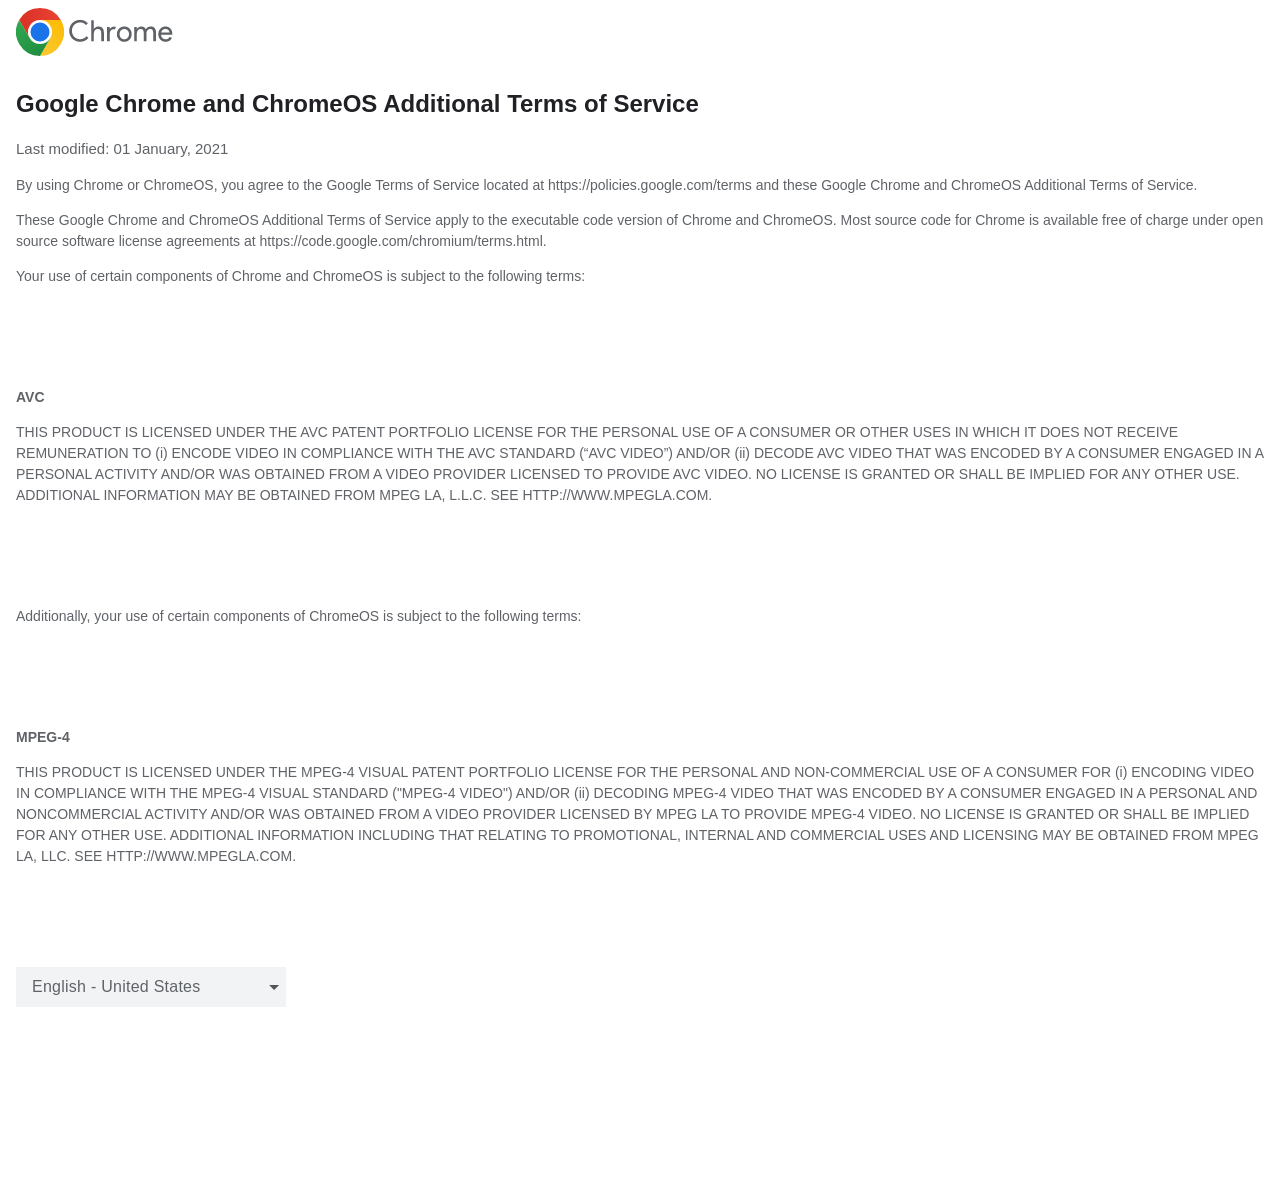 Chrome
Google Chrome and ChromeOS Additional Terms of Service
Last modified: 01 January, 2021
By using Chrome or ChromeOS, you agree to the Google Terms of Service located at https://policies.google.com/terms and these Google Chrome and ChromeOS Additional Terms of Service.
These Google Chrome and ChromeOS Additional Terms of Service apply to the executable code version of Chrome and ChromeOS. Most source code for Chrome is available free of charge under open
source software license agreements at https://code.google.com/chromium/terms.html.
Your use of certain components of Chrome and ChromeOS is subject to the following terms:
AVC
THIS PRODUCT IS LICENSED UNDER THE AVC PATENT PORTFOLIO LICENSE FOR THE PERSONAL USE OF A CONSUMER OR OTHER USES IN WHICH IT DOES NOT RECEIVE
REMUNERATION TO (i) ENCODE VIDEO IN COMPLIANCE WITH THE AVC STANDARD (“AVC VIDEO”) AND/OR (ii) DECODE AVC VIDEO THAT WAS ENCODED BY A CONSUMER ENGAGED IN A
PERSONAL ACTIVITY AND/OR WAS OBTAINED FROM A VIDEO PROVIDER LICENSED TO PROVIDE AVC VIDEO. NO LICENSE IS GRANTED OR SHALL BE IMPLIED FOR ANY OTHER USE.
ADDITIONAL INFORMATION MAY BE OBTAINED FROM MPEG LA, L.L.C. SEE HTTP://WWW.MPEGLA.COM.
Additionally, your use of certain components of ChromeOS is subject to the following terms:
MPEG-4
THIS PRODUCT IS LICENSED UNDER THE MPEG-4 VISUAL PATENT PORTFOLIO LICENSE FOR THE PERSONAL AND NON-COMMERCIAL USE OF A CONSUMER FOR (i) ENCODING VIDEO
IN COMPLIANCE WITH THE MPEG-4 VISUAL STANDARD ("MPEG-4 VIDEO") AND/OR (ii) DECODING MPEG-4 VIDEO THAT WAS ENCODED BY A CONSUMER ENGAGED IN A PERSONAL AND
NONCOMMERCIAL ACTIVITY AND/OR WAS OBTAINED FROM A VIDEO PROVIDER LICENSED BY MPEG LA TO PROVIDE MPEG-4 VIDEO. NO LICENSE IS GRANTED OR SHALL BE IMPLIED
FOR ANY OTHER USE. ADDITIONAL INFORMATION INCLUDING THAT RELATING TO PROMOTIONAL, INTERNAL AND COMMERCIAL USES AND LICENSING MAY BE OBTAINED FROM MPEG
LA, LLC. SEE HTTP://WWW.MPEGLA.COM.
English - United States